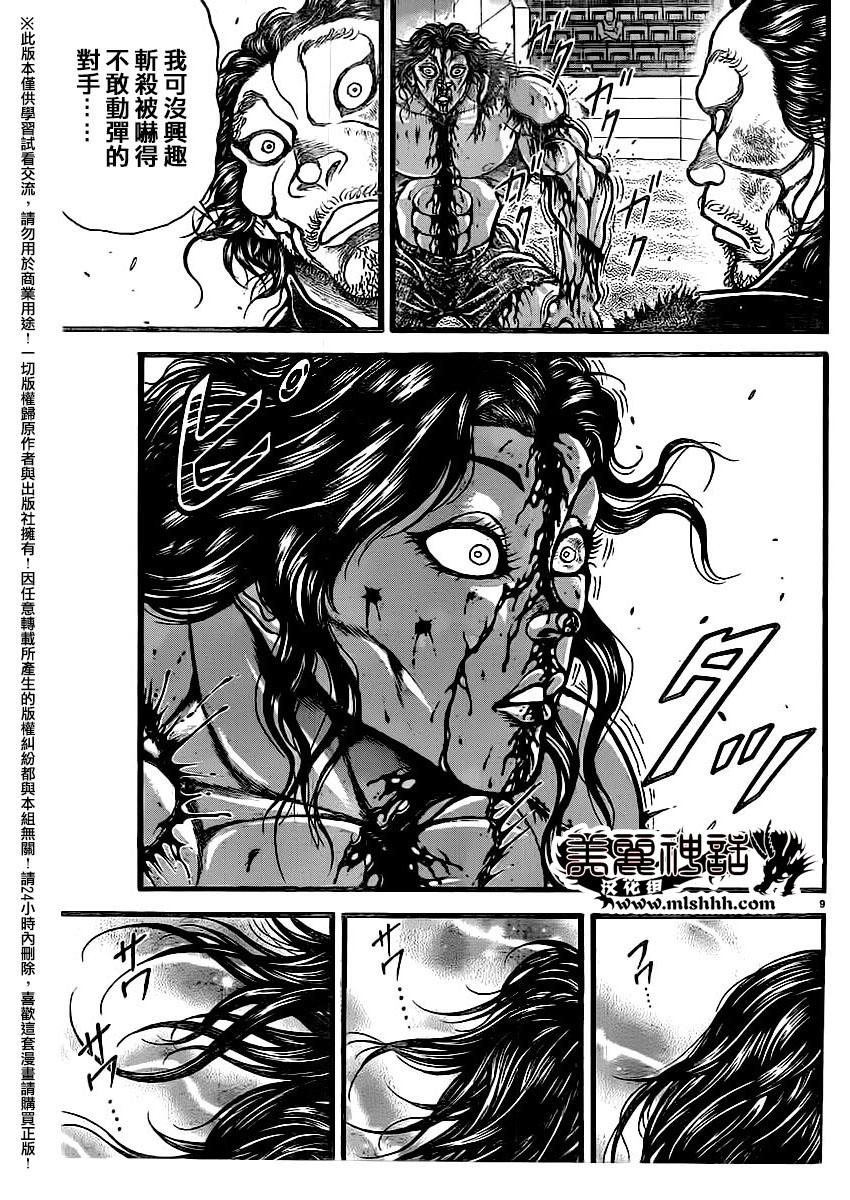 ガク
ガク
ガク
我可沒興趣
斬殺被嚇得
不敢動彈的
對手……
ピ
タッ
美麗神話
汉化组
www.mlshhh.com
9
フワ……
サワ……
サワ……
サワ……
※此版本僅供學習試看交流，請勿用於商業用途！一切版權歸原作者與出版社擁有！因任意轉載所產生的版權糾紛都與本組無關！請24小時內刪除，喜歡這套漫畫請購買正版！